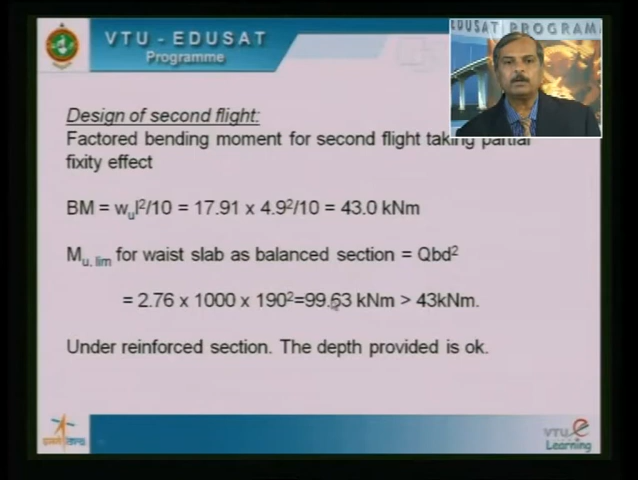 VTU - EDUSAT
Programme
EDUSAT PROGRAM
Design of second flight:
Factored bending moment for second flight taking partial
fixity effect
BM = wᵤl²/10 = 17.91 x 4.9²/10 = 43.0 kNm
Mu, lim for waist slab as balanced section = Qbd²
= 2.76 x 1000 x 190²=99.63 kNm > 43kNm.
Under reinforced section. The depth provided is ok.
VTU e
Learning